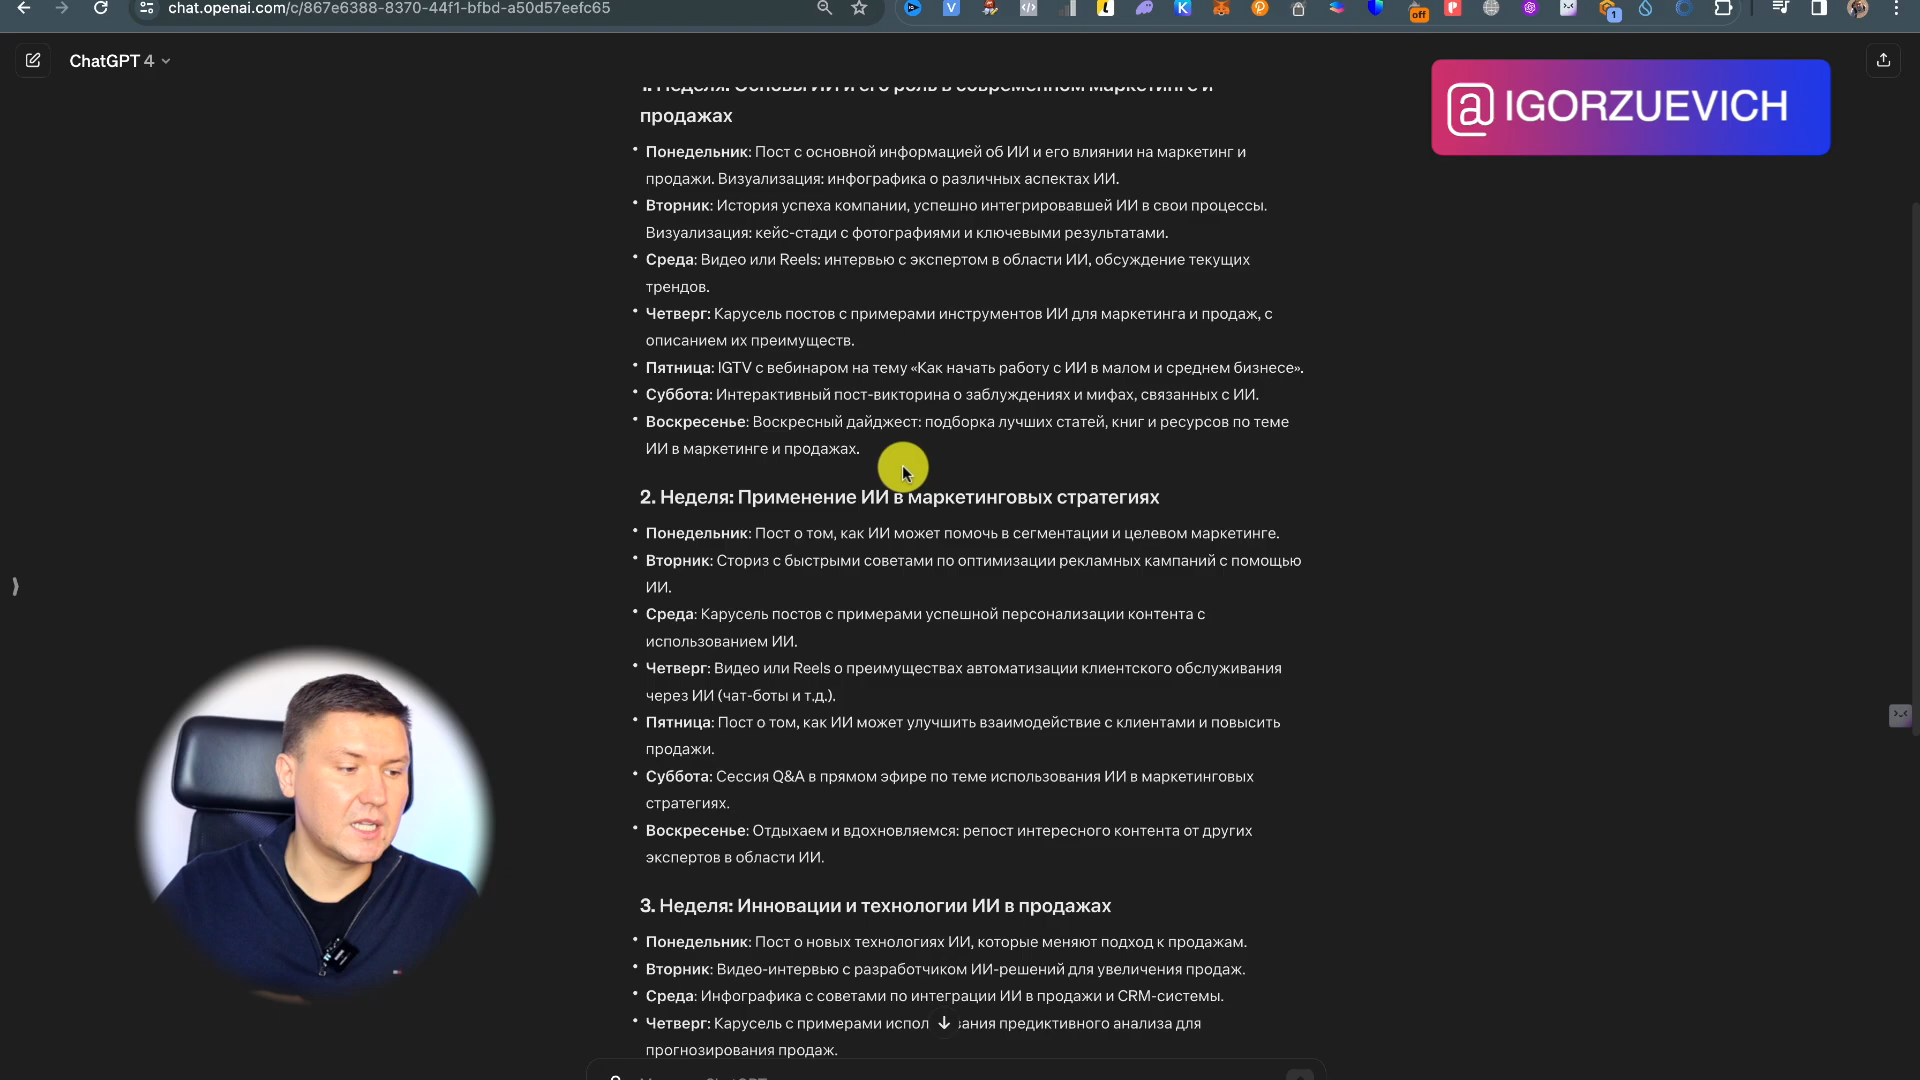 chat.openai.com/c/867e6388-8370-44f1-bfbd-a50d57eefc65
off
1
ChatGPT 4
@IGORZUEVICH
1. Неделя: Основы ИИ и его роль в современном маркетинге и
продажах
• Понедельник: Пост с основной информацией об ИИ и его влиянии на маркетинг и
продажи. Визуализация: инфографика о различных аспектах ИИ.
• Вторник: История успеха компании, успешно интегрировавшей ИИ в свои процессы.
Визуализация: кейс-стади с фотографиями и ключевыми результатами.
• Среда: Видео или Reels: интервью с экспертом в области ИИ, обсуждение текущих
трендов.
• Четверг: Карусель постов с примерами инструментов ИИ для маркетинга и продаж, с
описанием их преимуществ.
• Пятница: IGTV с вебинаром на тему «Как начать работу с ИИ в малом и среднем бизнесе».
• Суббота: Интерактивный пост-викторина о заблуждениях и мифах, связанных с ИИ.
• Воскресенье: Воскресный дайджест: подборка лучших статей, книг и ресурсов по теме
ИИ в маркетинге и продажах.
2. Неделя: Применение ИИ в маркетинговых стратегиях
• Понедельник: Пост о том, как ИИ может помочь в сегментации и целевом маркетинге.
• Вторник: Сториз с быстрыми советами по оптимизации рекламных кампаний с помощью
ИИ.
• Среда: Карусель постов с примерами успешной персонализации контента с
использованием ИИ.
• Четверг: Видео или Reels о преимуществах автоматизации клиентского обслуживания
через ИИ (чат-боты и т.д.).
• Пятница: Пост о том, как ИИ может улучшить взаимодействие с клиентами и повысить
продажи.
• Суббота: Сессия Q&A в прямом эфире по теме использования ИИ в маркетинговых
стратегиях.
• Воскресенье: Отдыхаем и вдохновляемся: репост интересного контента от других
экспертов в области ИИ.
3. Неделя: Инновации и технологии ИИ в продажах
• Понедельник: Пост о новых технологиях ИИ, которые меняют подход к продажам.
• Вторник: Видео-интервью с разработчиком ИИ-решений для увеличения продаж.
• Среда: Инфографика с советами по интеграции ИИ в продажи и CRM-системы.
• Четверг: Карусель с примерами испол вания предиктивного анализа для
прогнозирования продаж.